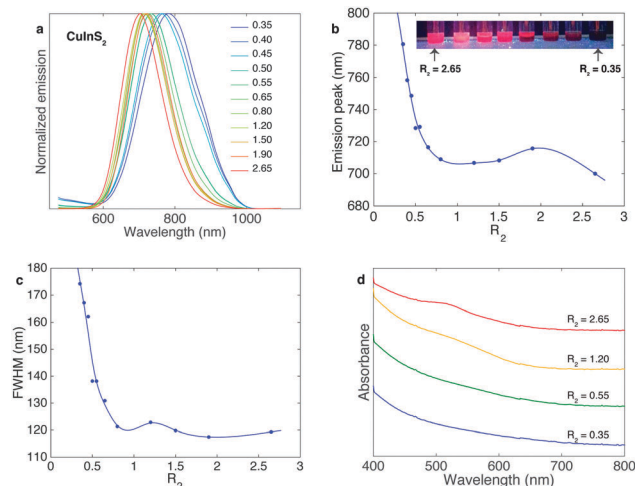 a
CuInS2
0.35
0.40
0.45
0.50
0.55
0.65
0.80
1.20
1.50
1.90
2.65
Normalized emission
600
800
1000
Wavelength (nm)
b
R2 = 2.65
R2 = 0.35
Emission peak (nm)
800
780
760
740
720
700
680
0
0.5
1
1.5
2
2.5
3
R2
c
FWHM (nm)
180
170
160
150
140
130
120
110
0
0.5
1
1.5
2
2.5
3
R2
d
Absorbance
R2 = 2.65
R2 = 1.20
R2 = 0.55
R2 = 0.35
400
500
600
700
800
Wavelength (nm)